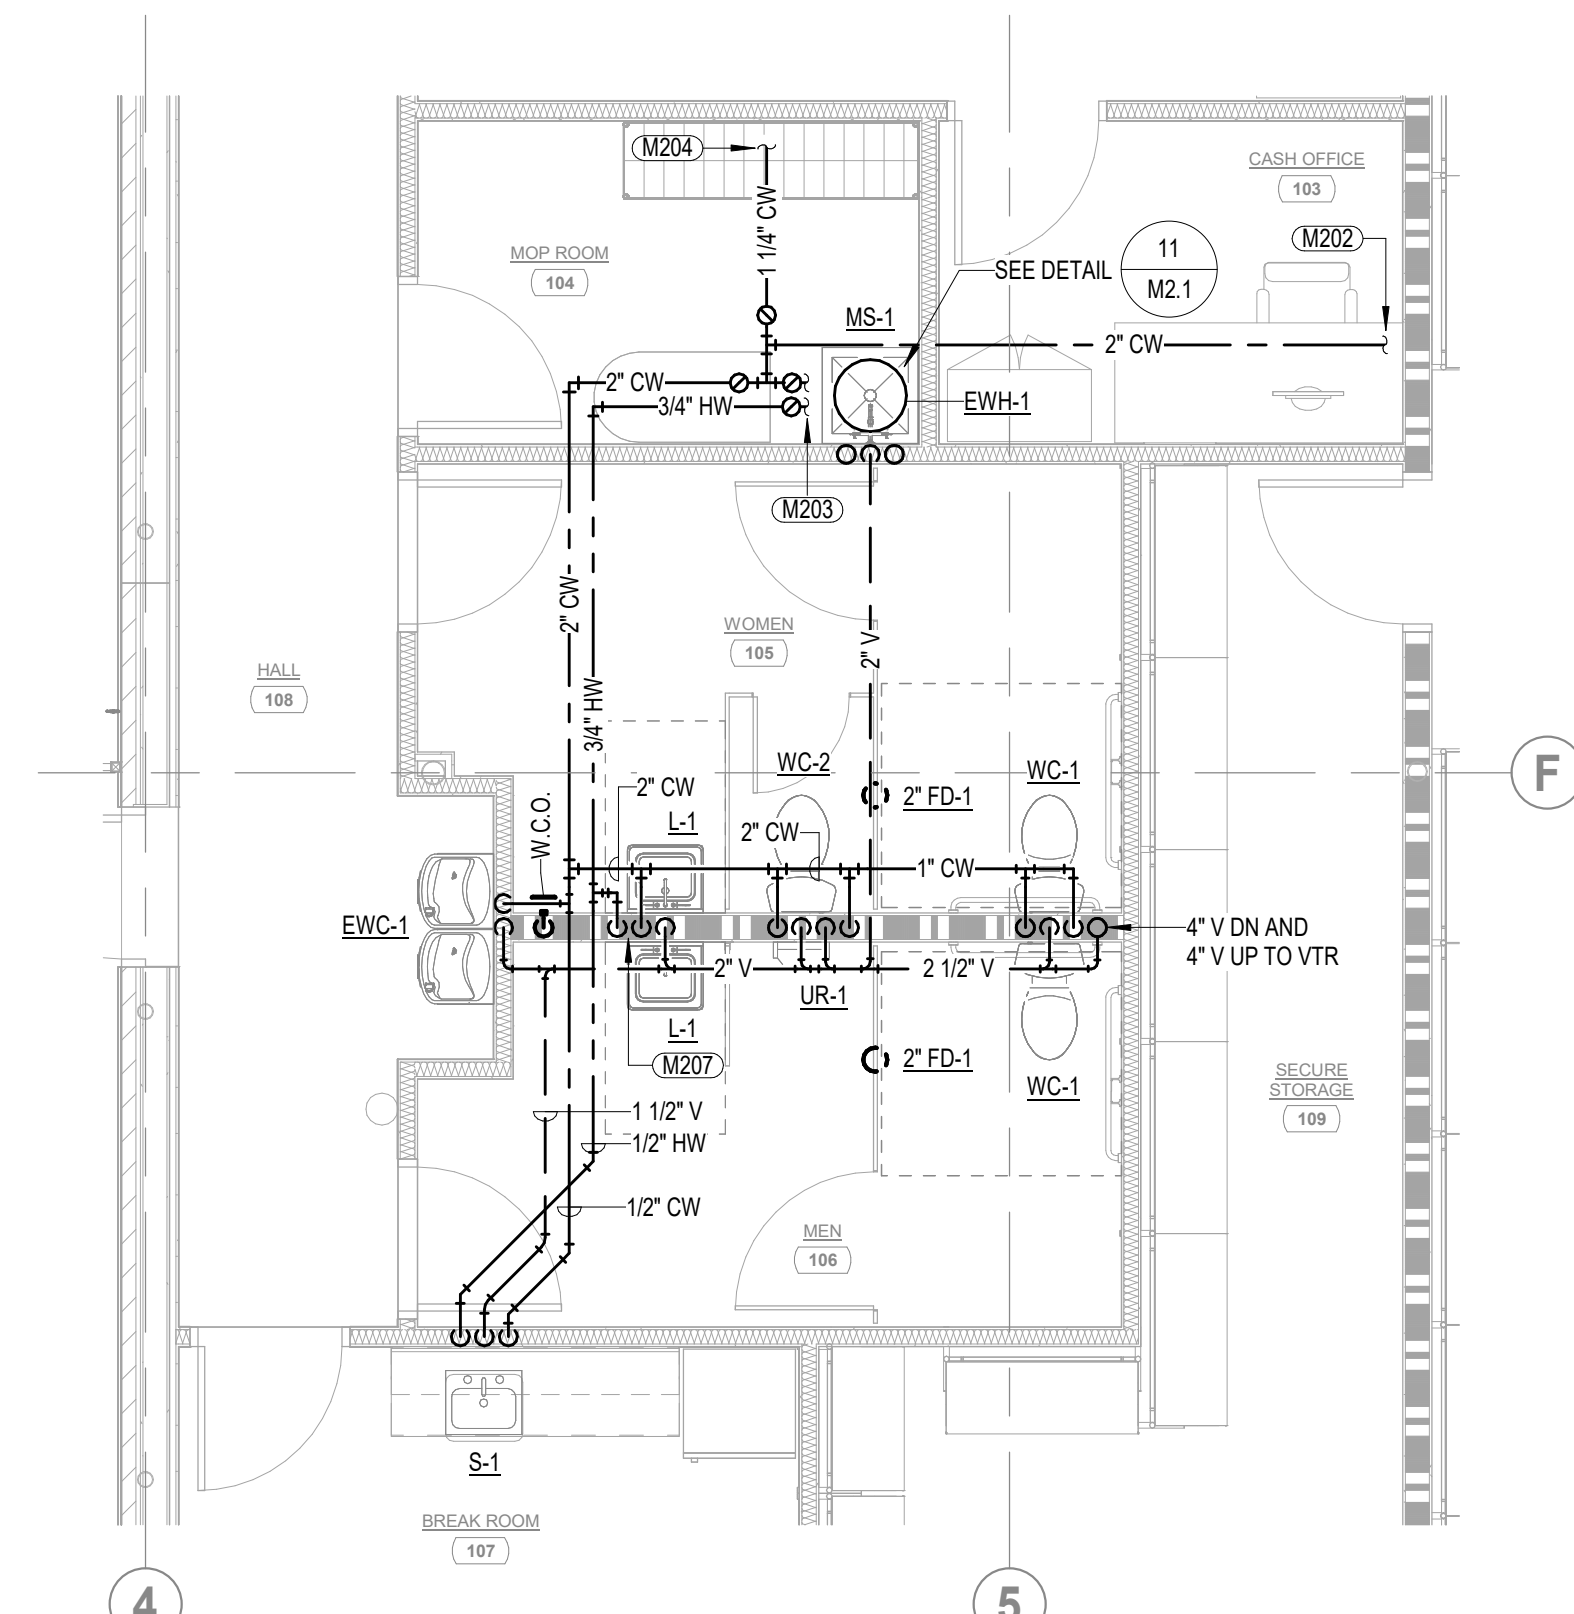 M204
CASH OFFICE
103
1 1/4" CW
M202
MOP ROOM
104
SEE DETAIL
11
M2.1
MS-1
2" CW
2" CW
3/4" HW
EWH-1
M203
2" CW
WOMEN
105
2" V
HALL
108
3/4" HW
WC-2
WC-1
F
2" CW
2" FD-1
W.C.O.
L-1
2" CW
1" CW
EWC-1
4" V DN AND
4" V UP TO VTR
2" V
2 1/2" V
UR-1
L-1
M207
2" FD-1
WC-1
SECURE
STORAGE
109
1 1/2" V
1/2" HW
1/2" CW
MEN
106
S-1
BREAK ROOM
107
4
5